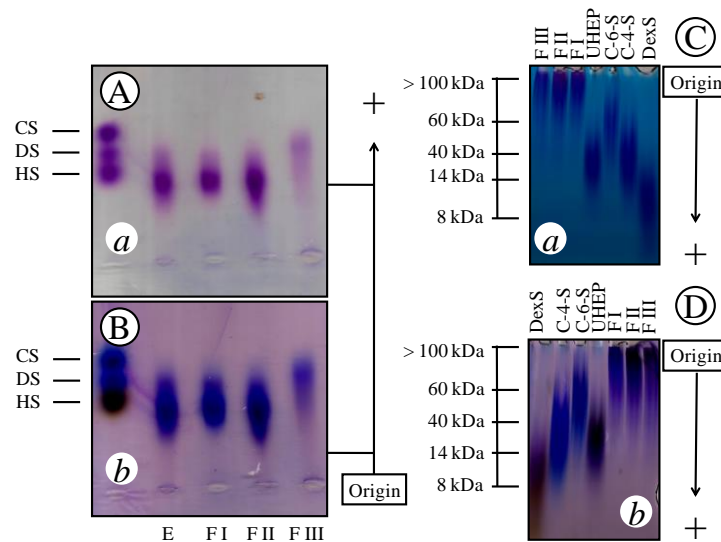 A
CS
DS
HS
a
B
CS
DS
HS
b
E F I F II F III
+
Origin
F III F II F I UHEP C-6-S C-4-S DexS
C
> 100 kDa
60 kDa
40 kDa
14 kDa
8 kDa
a
Origin
+
DexS C-4-S C-6-S UHEP F I F II F III
D
> 100 kDa
60 kDa
40 kDa
14 kDa
8 kDa
b
Origin
+